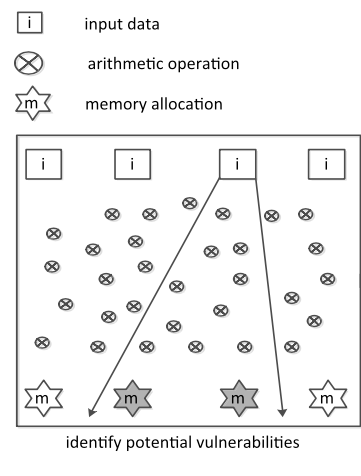 i input data
arithmetic operation
m memory allocation
i i i i
m m m m
identify potential vulnerabilities